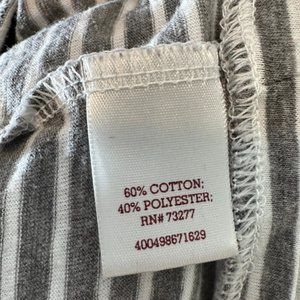 60% COTTON;
40% POLYESTER;
RN# 73277
400498671629